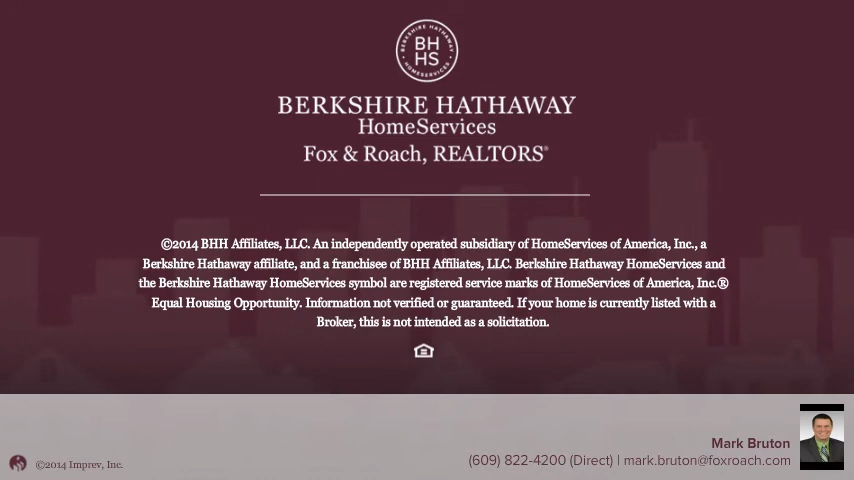 BERKSHIRE HATHAWAY
BH
HS
HOMESERVICES
BERKSHIRE HATHAWAY
HomeServices
Fox & Roach, REALTORS®
©2014 BHH Affiliates, LLC. An independently operated subsidiary of HomeServices of America, Inc., a
Berkshire Hathaway affiliate, and a franchisee of BHH Affiliates, LLC. Berkshire Hathaway HomeServices and
the Berkshire Hathaway HomeServices symbol are registered service marks of HomeServices of America, Inc.®
Equal Housing Opportunity. Information not verified or guaranteed. If your home is currently listed with a
Broker, this is not intended as a solicitation.
Mark Bruton
(609) 822-4200 (Direct) | mark.bruton@foxroach.com
©2014 Imprev, Inc.